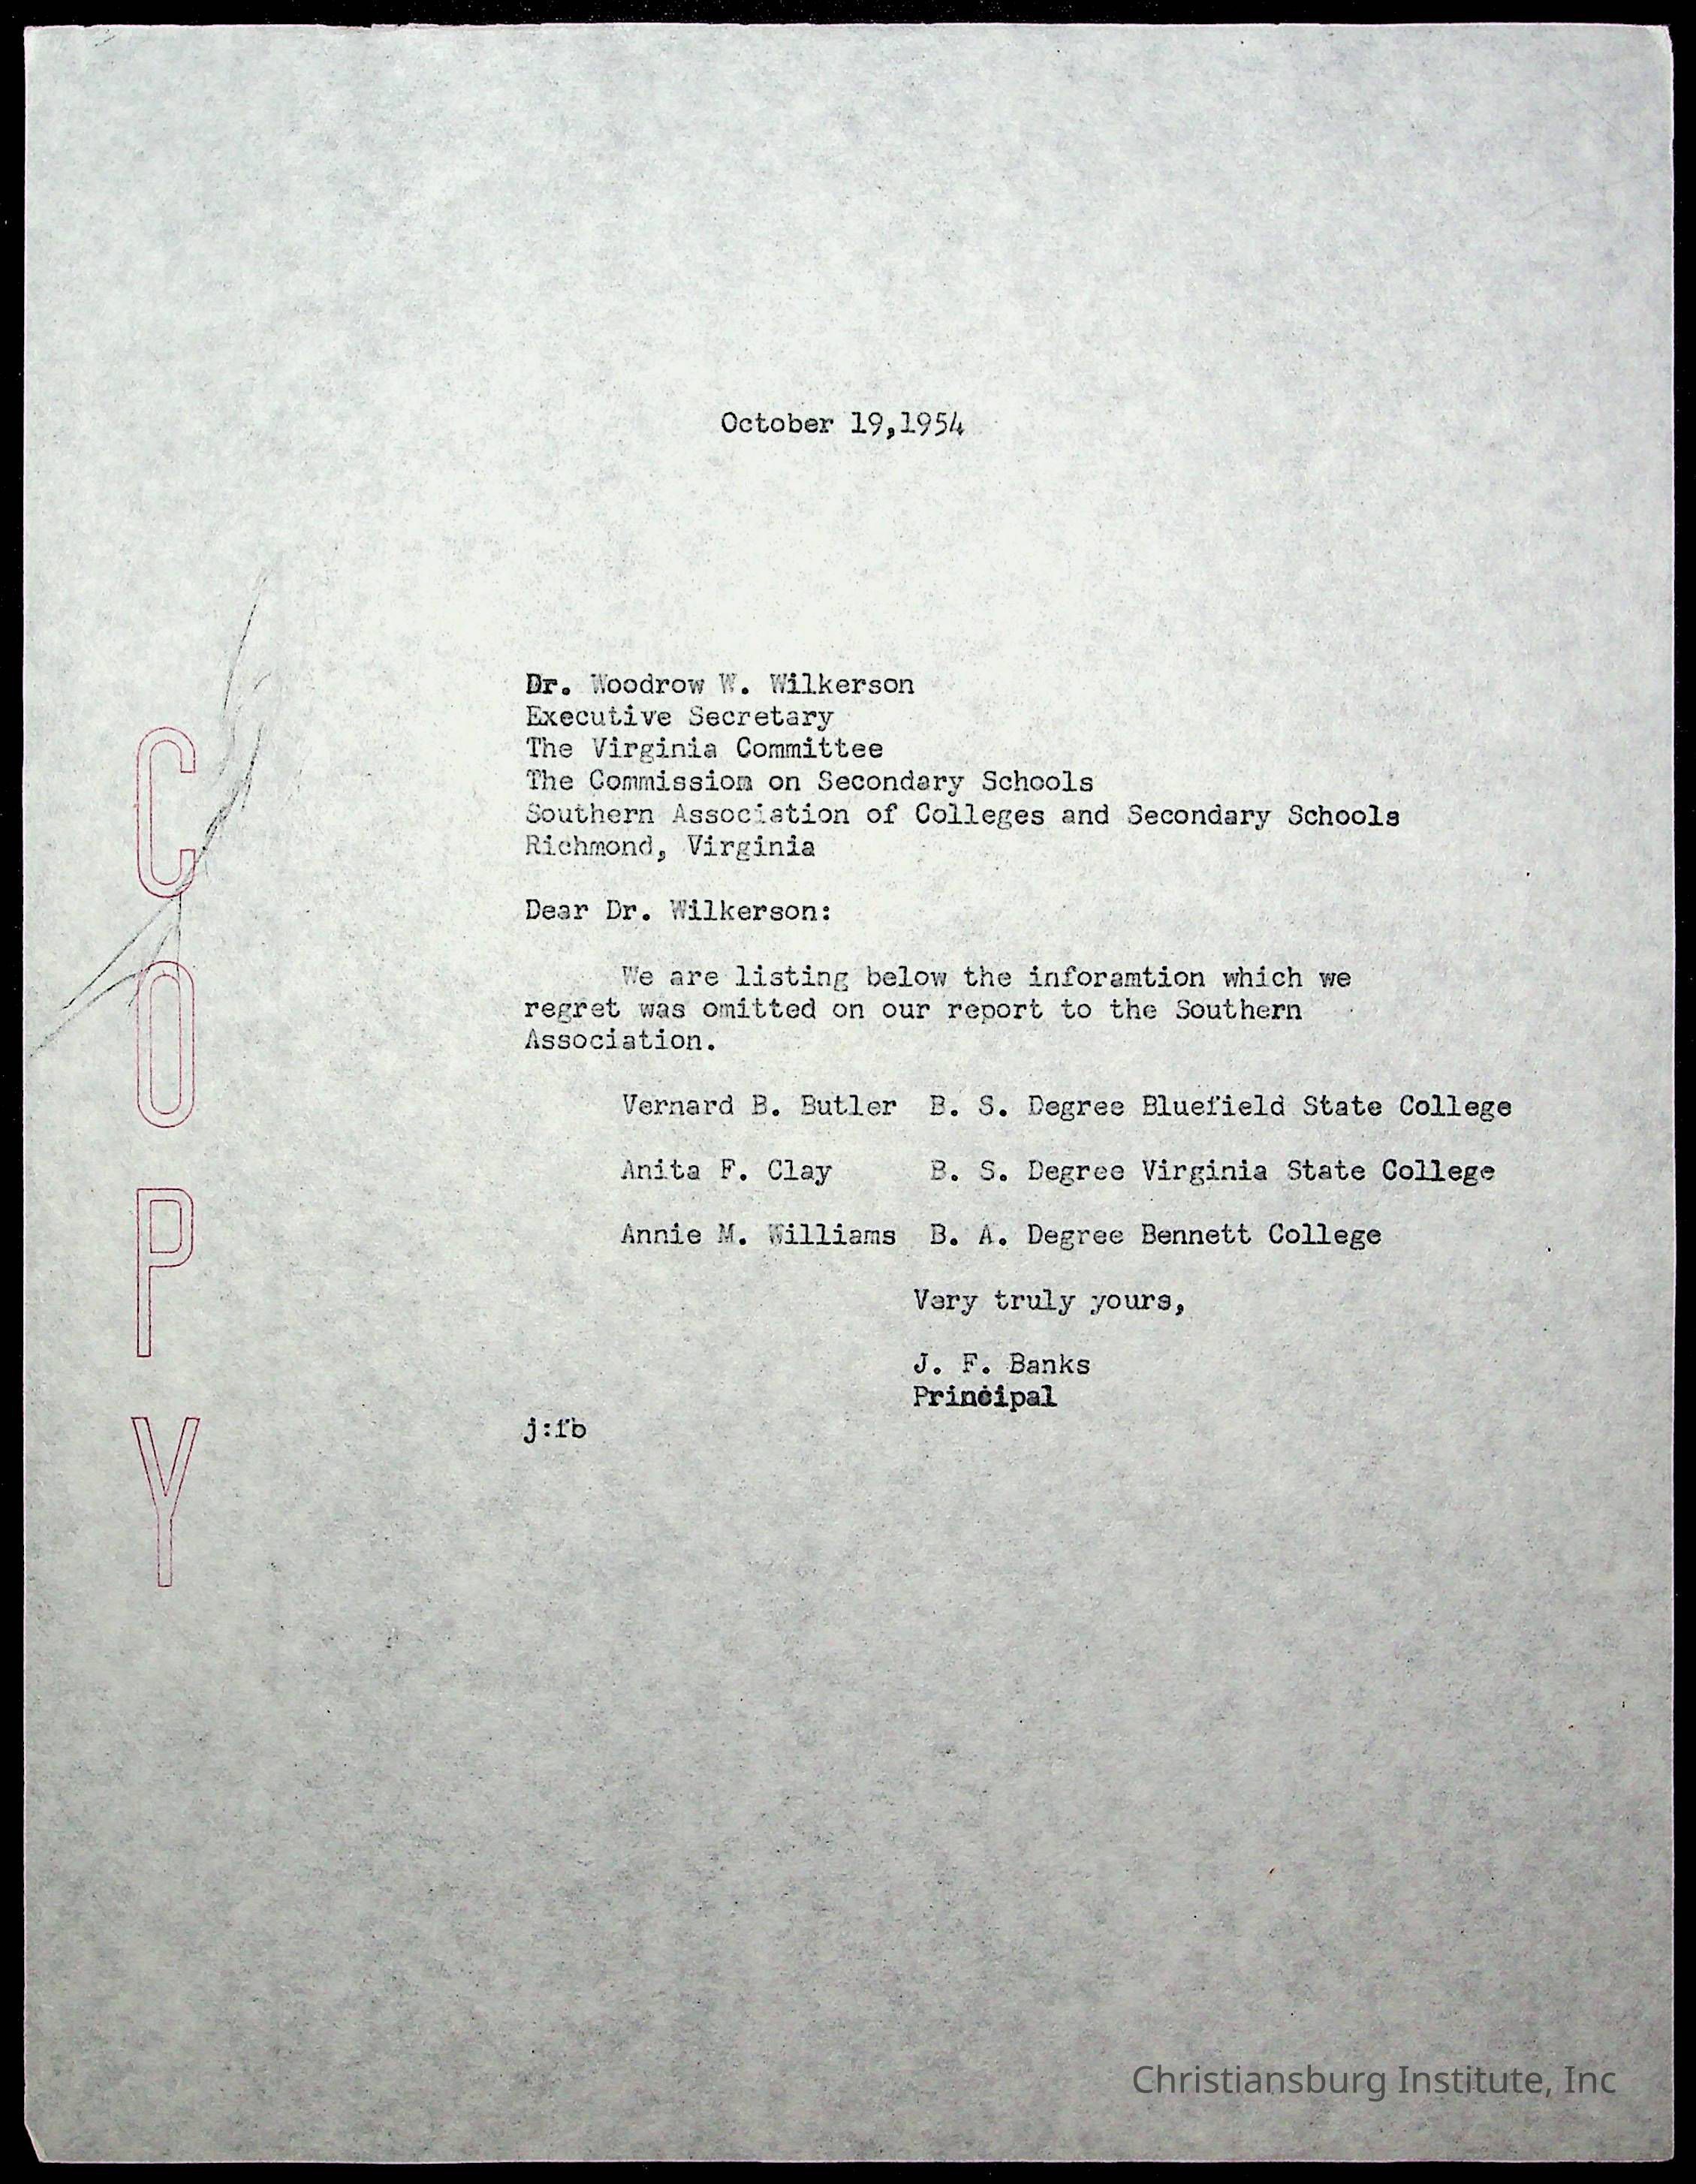 October 19,1954
Dr. Woodrow W. Wilkerson
Executive Secretary
The Virginia Committee
The Commission on Secondary Schools
Southern Association of Colleges and Secondary Schools
Richmond, Virginia
Dear Dr. Wilkerson:
We are listing below the inforamtion which we
regret was omitted on our report to the Southern
Association.
Vernard B. Butler B. S. Degree Bluefield State College
Anita F. Clay B. S. Degree Virginia State College
Annie M. Williams B. A. Degree Bennett College
Very truly yours,
J. F. Banks
Principal
j:fb
COPY
Christiansburg Institute, Inc